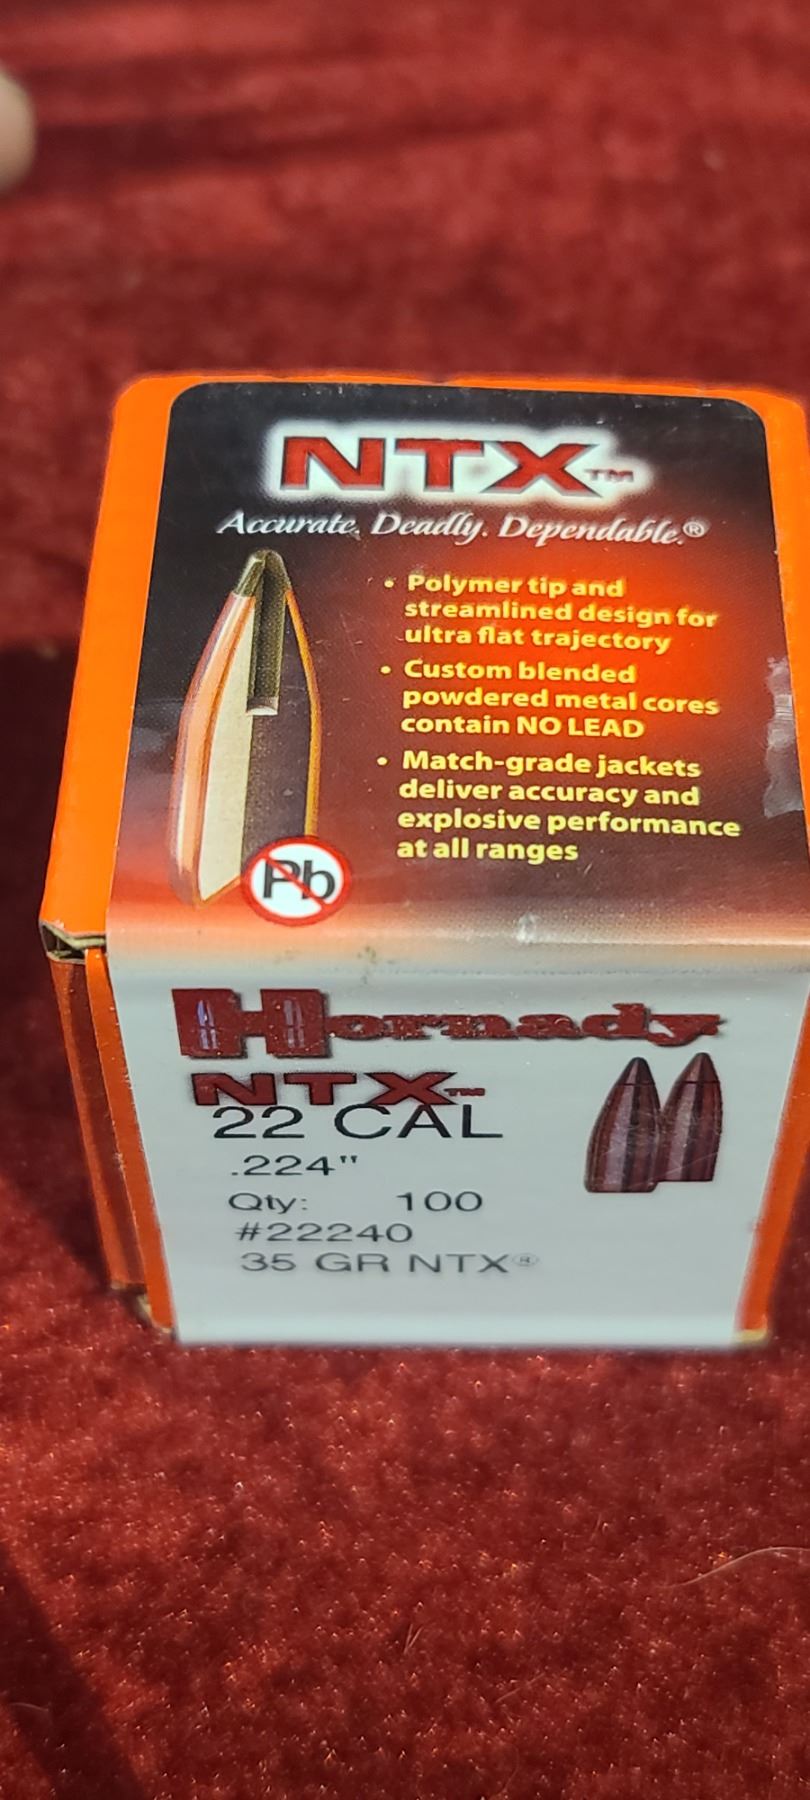 NTX™
Accurate. Deadly. Dependable.®
• Polymer tip and
streamlined design for
ultra flat trajectory
• Custom blended
powdered metal cores
contain NO LEAD
• Match-grade jackets
deliver accuracy and
explosive performance
at all ranges
Pb
Hornady
NTX™
22 CAL
.224"
Qty: 100
#22240
35 GR NTX®